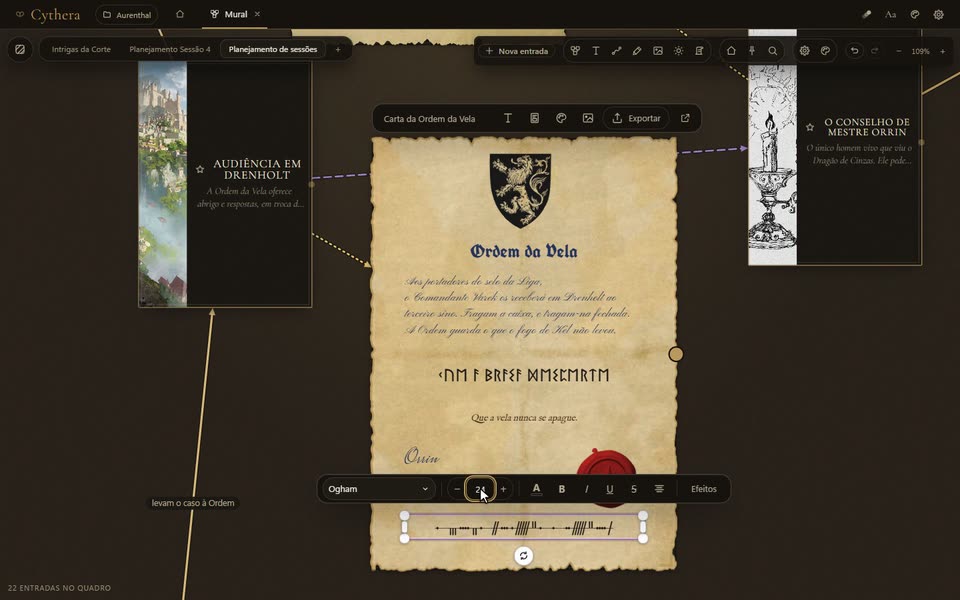 Cythera
Aurenthal
Mural
Aa
Intrigas da Corte
Planejamento Sessão 4
Planejamento de sessões
+
Nova entrada
T
109%
AUDIÊNCIA EM
DRENHOLT
A Ordem da Vela oferece
abrigo e respostas, em troca d...
Carta da Ordem da Vela
T
Exportar
O CONSELHO DE
MESTRE ORRIN
O único homem vivo que viu o
Dragão de Cinzas. Ele pede...
Ordem da Vela
Aos portadores do selo da Liga,
o Comandante Varek os receberá em Drenholt ao
terceiro sino. Tragam a caixa, e tragam-na fechada.
A Ordem guarda o que o fogo de Kel não levou.
Que a vela nunca se apague.
Orrin
Ogham
− 24 +
A B I U S
Efeitos
levam o caso à Ordem
22 ENTRADAS NO QUADRO